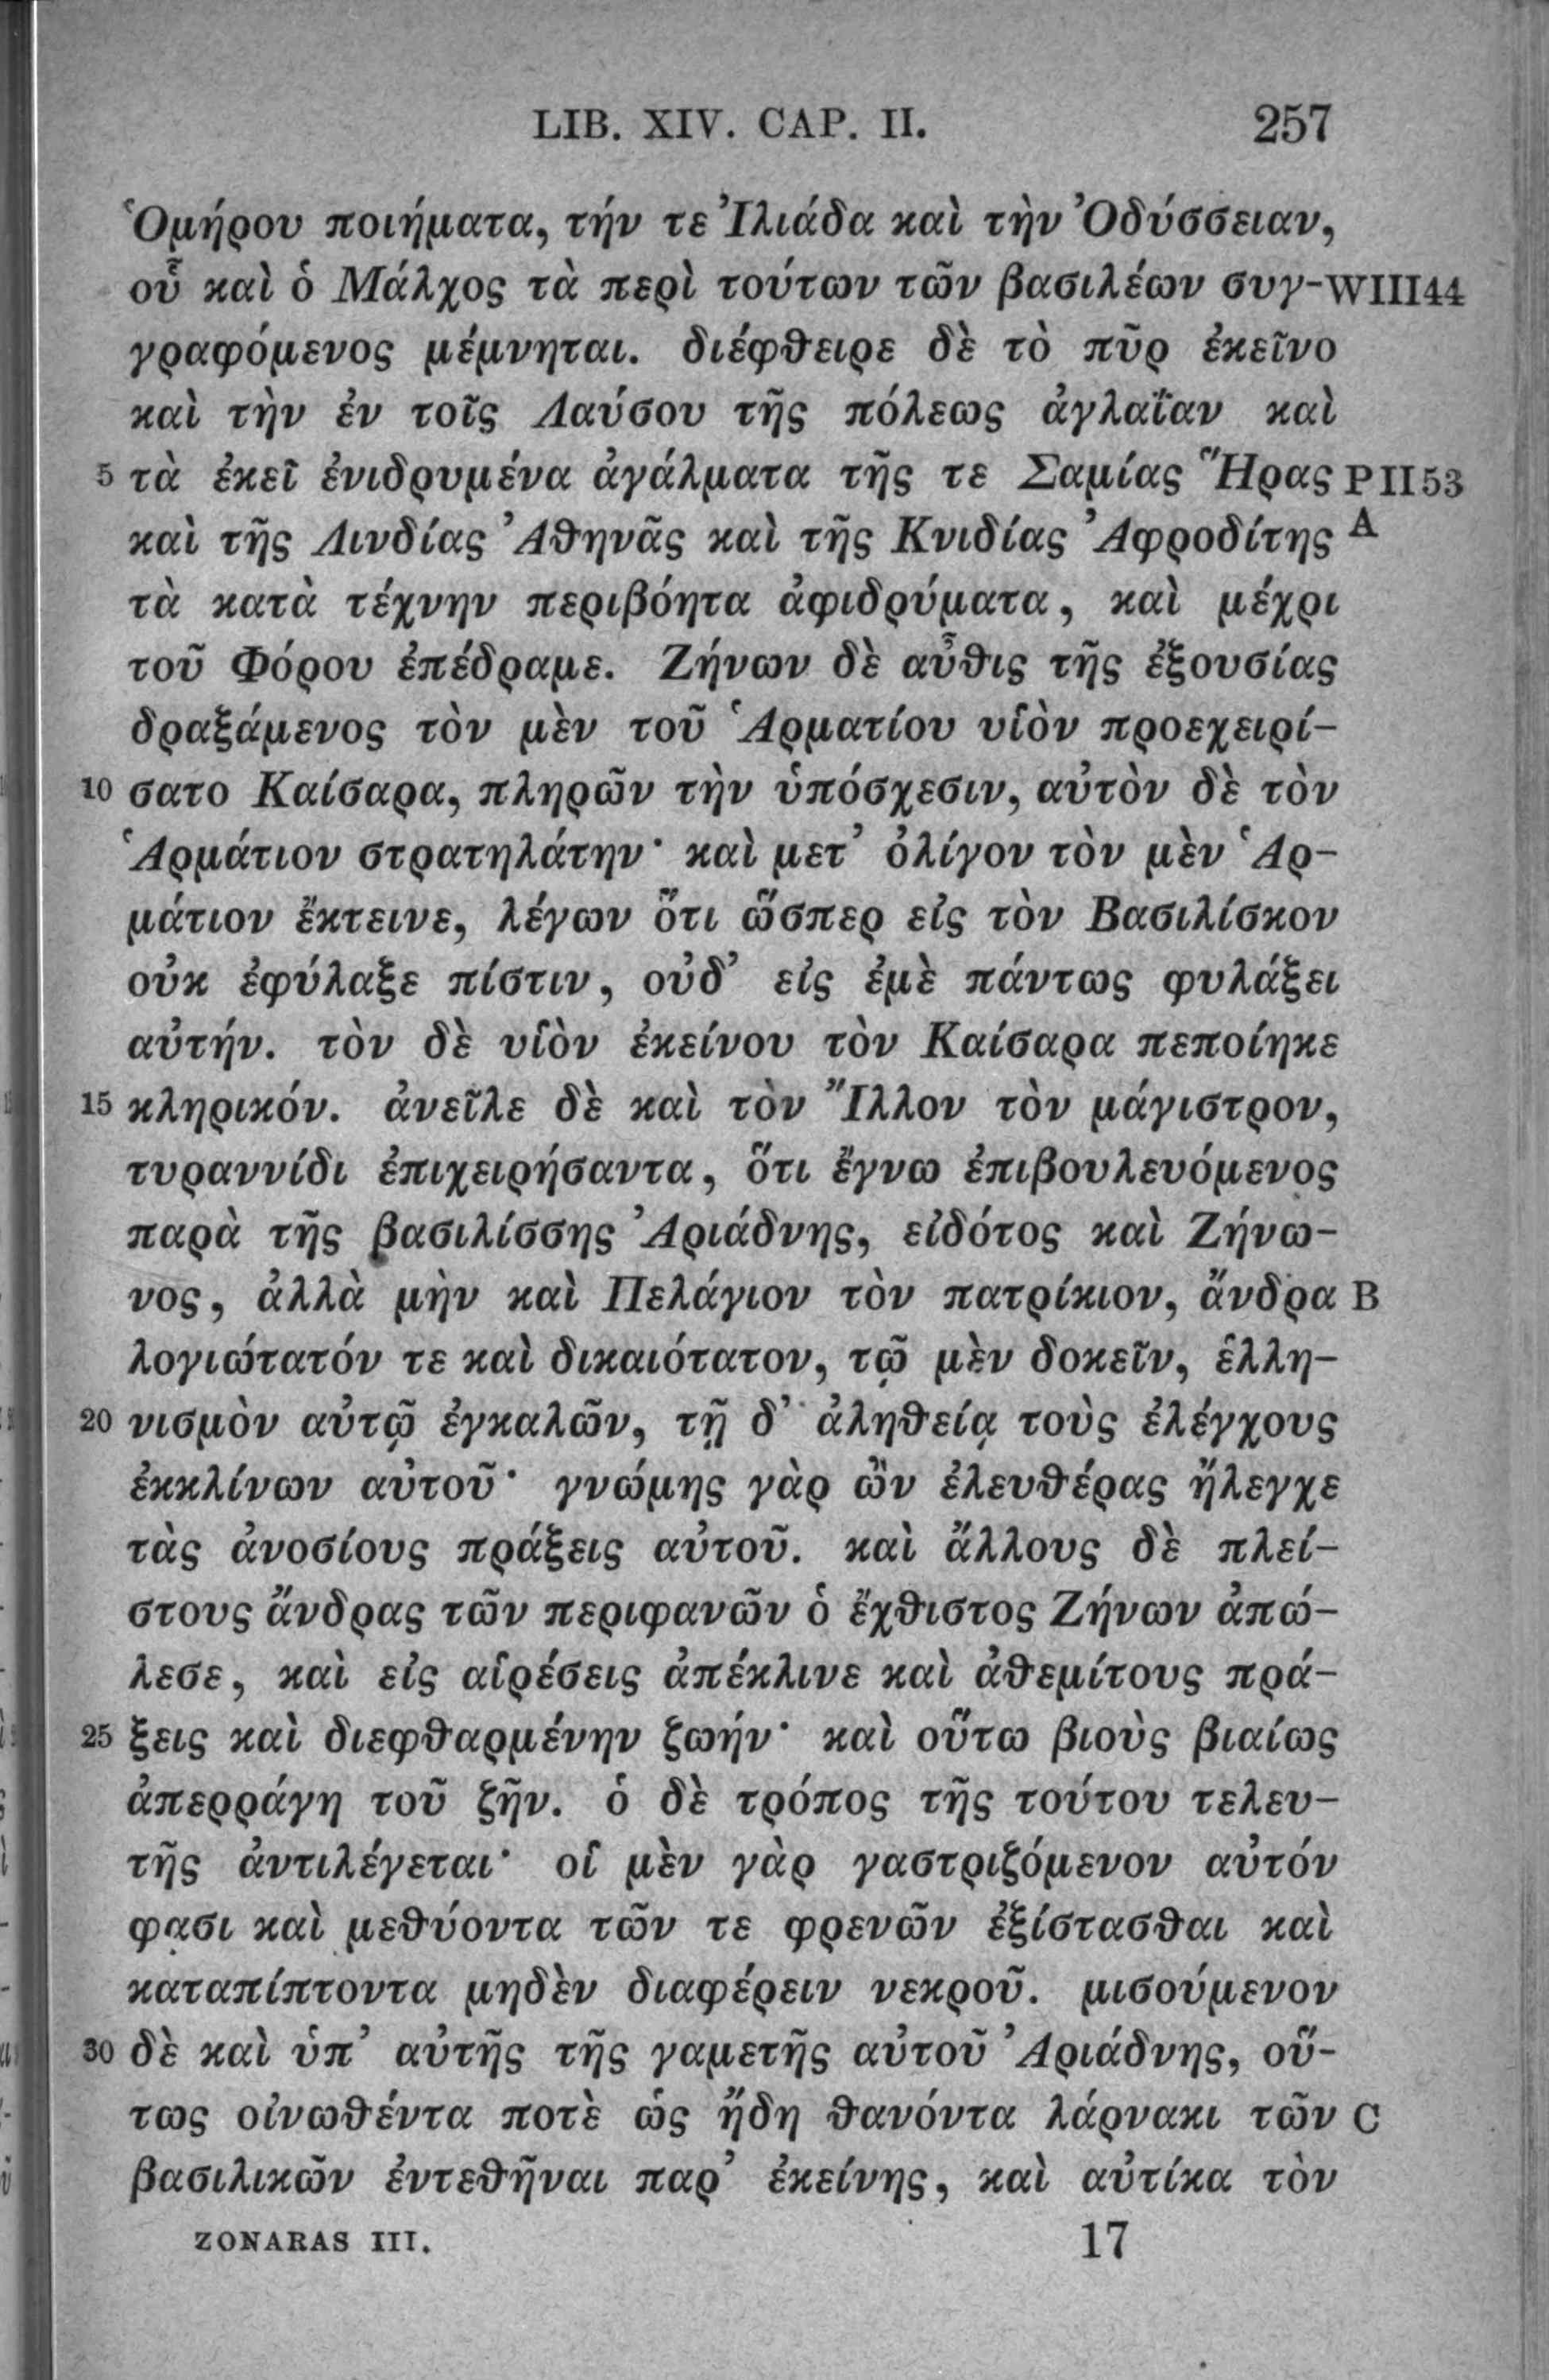 LIB. XIV. CAP. II. 257
Ὁμήρου ποιήματα, τήν τε Ἰλιάδα καὶ τὴν Ὀδύσσειαν,
οὗ καὶ ὁ Μάλχος τὰ περὶ τούτων τῶν βασιλέων συγ- WIII44
γραφόμενος μέμνηται. διέφθειρε δὲ τὸ πῦρ ἐκεῖνο
καὶ τὴν ἐν τοῖς Λαύσου τῆς πόλεως ἀγλαΐαν καὶ
5 τὰ ἐκεῖ ἐνιδρυμένα ἀγάλματα τῆς τε Σαμίας Ἥρας PII53
καὶ τῆς Λινδίας Ἀθηνᾶς καὶ τῆς Κνιδίας Ἀφροδίτης A
τὰ κατὰ τέχνην περιβόητα ἀφιδρύματα, καὶ μέχρι
τοῦ Φόρου ἐπέδραμε. Ζήνων δὲ αὖθις τῆς ἐξουσίας
δραξάμενος τὸν μὲν τοῦ Ἁρματίου υἱὸν προεχειρί-
10 σατο Καίσαρα, πληρῶν τὴν ὑπόσχεσιν, αὐτὸν δὲ τὸν
Ἁρμάτιον στρατηλάτην· καὶ μετ’ ὀλίγον τὸν μὲν Ἁρ-
μάτιον ἔκτεινε, λέγων ὅτι ὥσπερ εἰς τὸν Βασιλίσκον
οὐκ ἐφύλαξε πίστιν, οὐδ’ εἰς ἐμὲ πάντως φυλάξει
αὐτήν. τὸν δὲ υἱὸν ἐκείνου τὸν Καίσαρα πεποίηκε
15 κληρικόν. ἀνεῖλε δὲ καὶ τὸν Ἴλλον τὸν μάγιστρον,
τυραννίδι ἐπιχειρήσαντα, ὅτι ἔγνω ἐπιβουλευόμενος
παρὰ τῆς βασιλίσσης Ἀριάδνης, εἰδότος καὶ Ζήνω-
νος, ἀλλὰ μὴν καὶ Πελάγιον τὸν πατρίκιον, ἄνδρα B
λογιώτατόν τε καὶ δικαιότατον, τῷ μὲν δοκεῖν, ἑλλη-
20 νισμὸν αὐτῷ ἐγκαλῶν, τῇ δ’ ἀληθείᾳ τοὺς ἐλέγχους
ἐκκλίνων αὐτοῦ· γνώμης γὰρ ὢν ἐλευθέρας ἤλεγχε
τὰς ἀνοσίους πράξεις αὐτοῦ. καὶ ἄλλους δὲ πλεί-
στους ἄνδρας τῶν περιφανῶν ὁ ἔχθιστος Ζήνων ἀπώ-
λεσε, καὶ εἰς αἱρέσεις ἀπέκλινε καὶ ἀθεμίτους πρά-
25 ξεις καὶ διεφθαρμένην ζωήν· καὶ οὕτω βιοὺς βιαίως
ἀπερράγη τοῦ ζῆν. ὁ δὲ τρόπος τῆς τούτου τελευ-
τῆς ἀντιλέγεται· οἱ μὲν γὰρ γαστριζόμενον αὐτόν
φασι καὶ μεθύοντα τῶν τε φρενῶν ἐξίστασθαι καὶ
καταπίπτοντα μηδὲν διαφέρειν νεκροῦ. μισούμενον
30 δὲ καὶ ὑπ’ αὐτῆς τῆς γαμετῆς αὐτοῦ Ἀριάδνης, οὕ-
τως οἰνωθέντα ποτὲ ὡς ἤδη θανόντα λάρνακι τῶν C
βασιλικῶν ἐντεθῆναι παρ’ ἐκείνης, καὶ αὐτίκα τὸν
ZONARAS III. 17